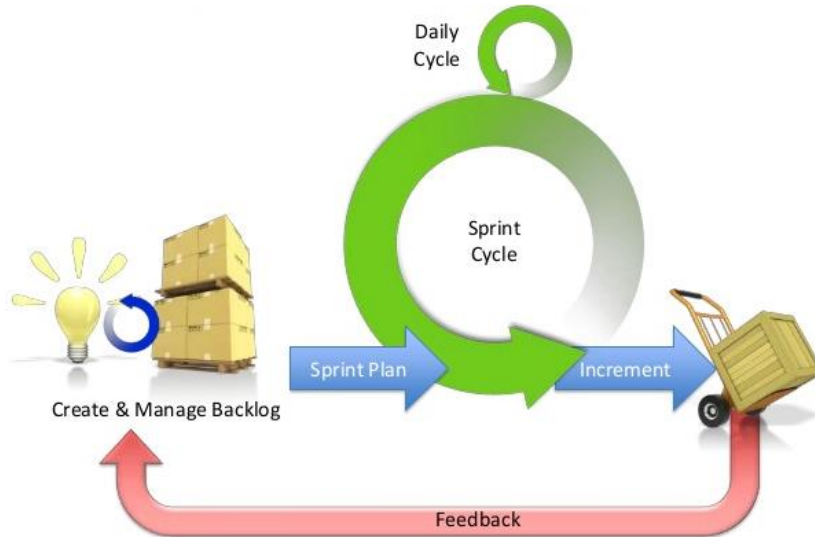 Daily
Cycle
Sprint
Cycle
Sprint Plan
Increment
Create & Manage Backlog
Feedback